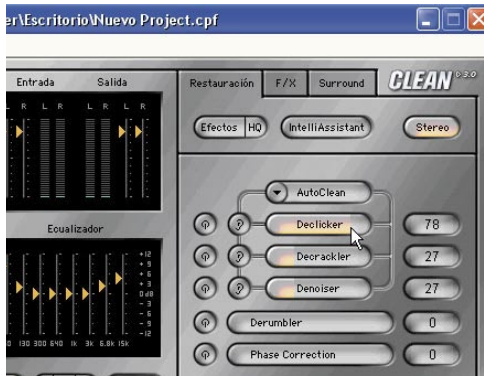 er\Escritorio\Nuevo Project.cpf
Entrada Salida
L R L R L R L R
Restauración F/X Surround CLEAN v 3.0
Efectos HQ IntelliAssistant Stereo
AutoClean
Declicker 78
Decrackler 27
Denoiser 27
Derumbler 0
Phase Correction 0
Ecualizador
+12
+9
+6
+3
0dB
-3
-6
-9
-12
130 300 640 1k 3k 6.8k 15k